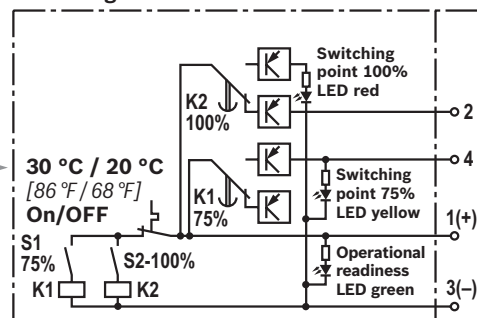 Switching
point 100%
LED red
K2
100%
2
4
30 °C / 20 °C
[86 °F / 68 °F]
On/OFF
K1
75%
Switching
point 75%
LED yellow
1(+)
S1
75%
S2-100%
K1
K2
Operational
readiness
LED green
3(–)